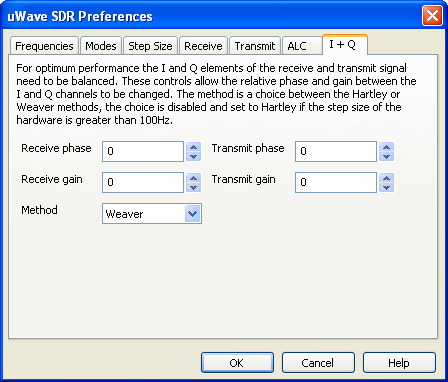 uWave SDR Preferences
Frequencies Modes Step Size Receive Transmit ALC I + Q
For optimum performance the I and Q elements of the receive and transmit signal
need to be balanced. These controls allow the relative phase and gain between the
I and Q channels to be changed. The method is a choice between the Hartley or
Weaver methods, the choice is disabled and set to Hartley if the step size of the
hardware is greater than 100Hz.
Receive phase 0 Transmit phase 0
Receive gain 0 Transmit gain 0
Method Weaver
OK Cancel Help